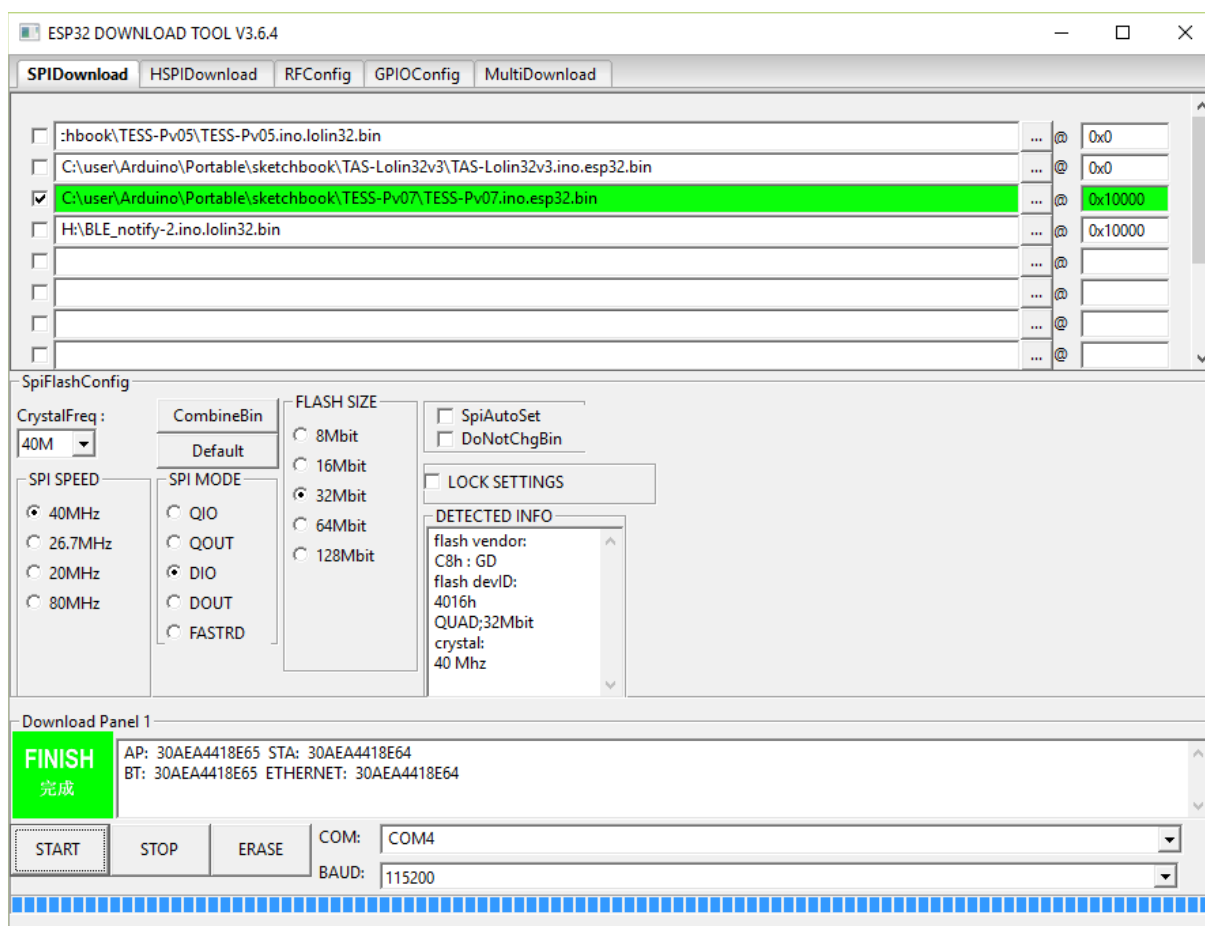 ESP32 DOWNLOAD TOOL V3.6.4
SPIDownload HSPIDownload RFConfig GPIOConfig MultiDownload
:hbook\TESS-Pv05\TESS-Pv05.ino.lolin32.bin ... @ 0x0
C:\user\Arduino\Portable\sketchbook\TAS-Lolin32v3\TAS-Lolin32v3.ino.esp32.bin ... @ 0x0
C:\user\Arduino\Portable\sketchbook\TESS-Pv07\TESS-Pv07.ino.esp32.bin ... @ 0x10000
H:\BLE_notify-2.ino.lolin32.bin ... @ 0x10000
... @
... @
... @
... @
SpiFlashConfig
CrystalFreq :
40M
CombineBin
Default
SPI SPEED
40MHz
26.7MHz
20MHz
80MHz
SPI MODE
QIO
QOUT
DIO
DOUT
FASTRD
FLASH SIZE
8Mbit
16Mbit
32Mbit
64Mbit
128Mbit
SpiAutoSet
DoNotChgBin
LOCK SETTINGS
DETECTED INFO
flash vendor:
C8h : GD
flash devID:
4016h
QUAD;32Mbit
crystal:
40 Mhz
Download Panel 1
FINISH
完成
AP: 30AEA4418E65 STA: 30AEA4418E64
BT: 30AEA4418E65 ETHERNET: 30AEA4418E64
START STOP ERASE
COM: COM4
BAUD: 115200